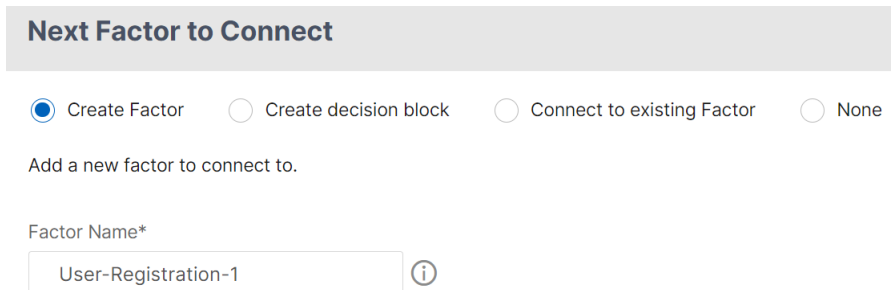 Next Factor to Connect
Create Factor Create decision block Connect to existing Factor None
Add a new factor to connect to.
Factor Name*
User-Registration-1